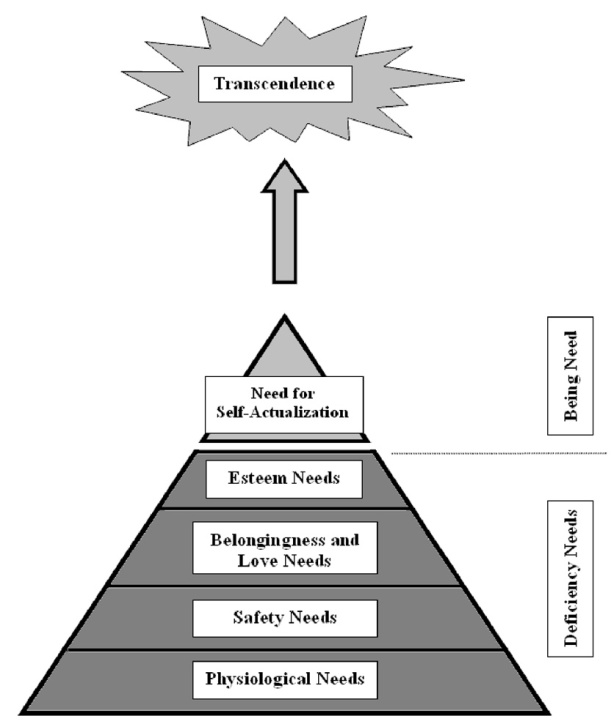 Transcendence
Need for
Self-Actualization
Being Need
Esteem Needs
Belongingness and
Love Needs
Safety Needs
Physiological Needs
Deficiency Needs